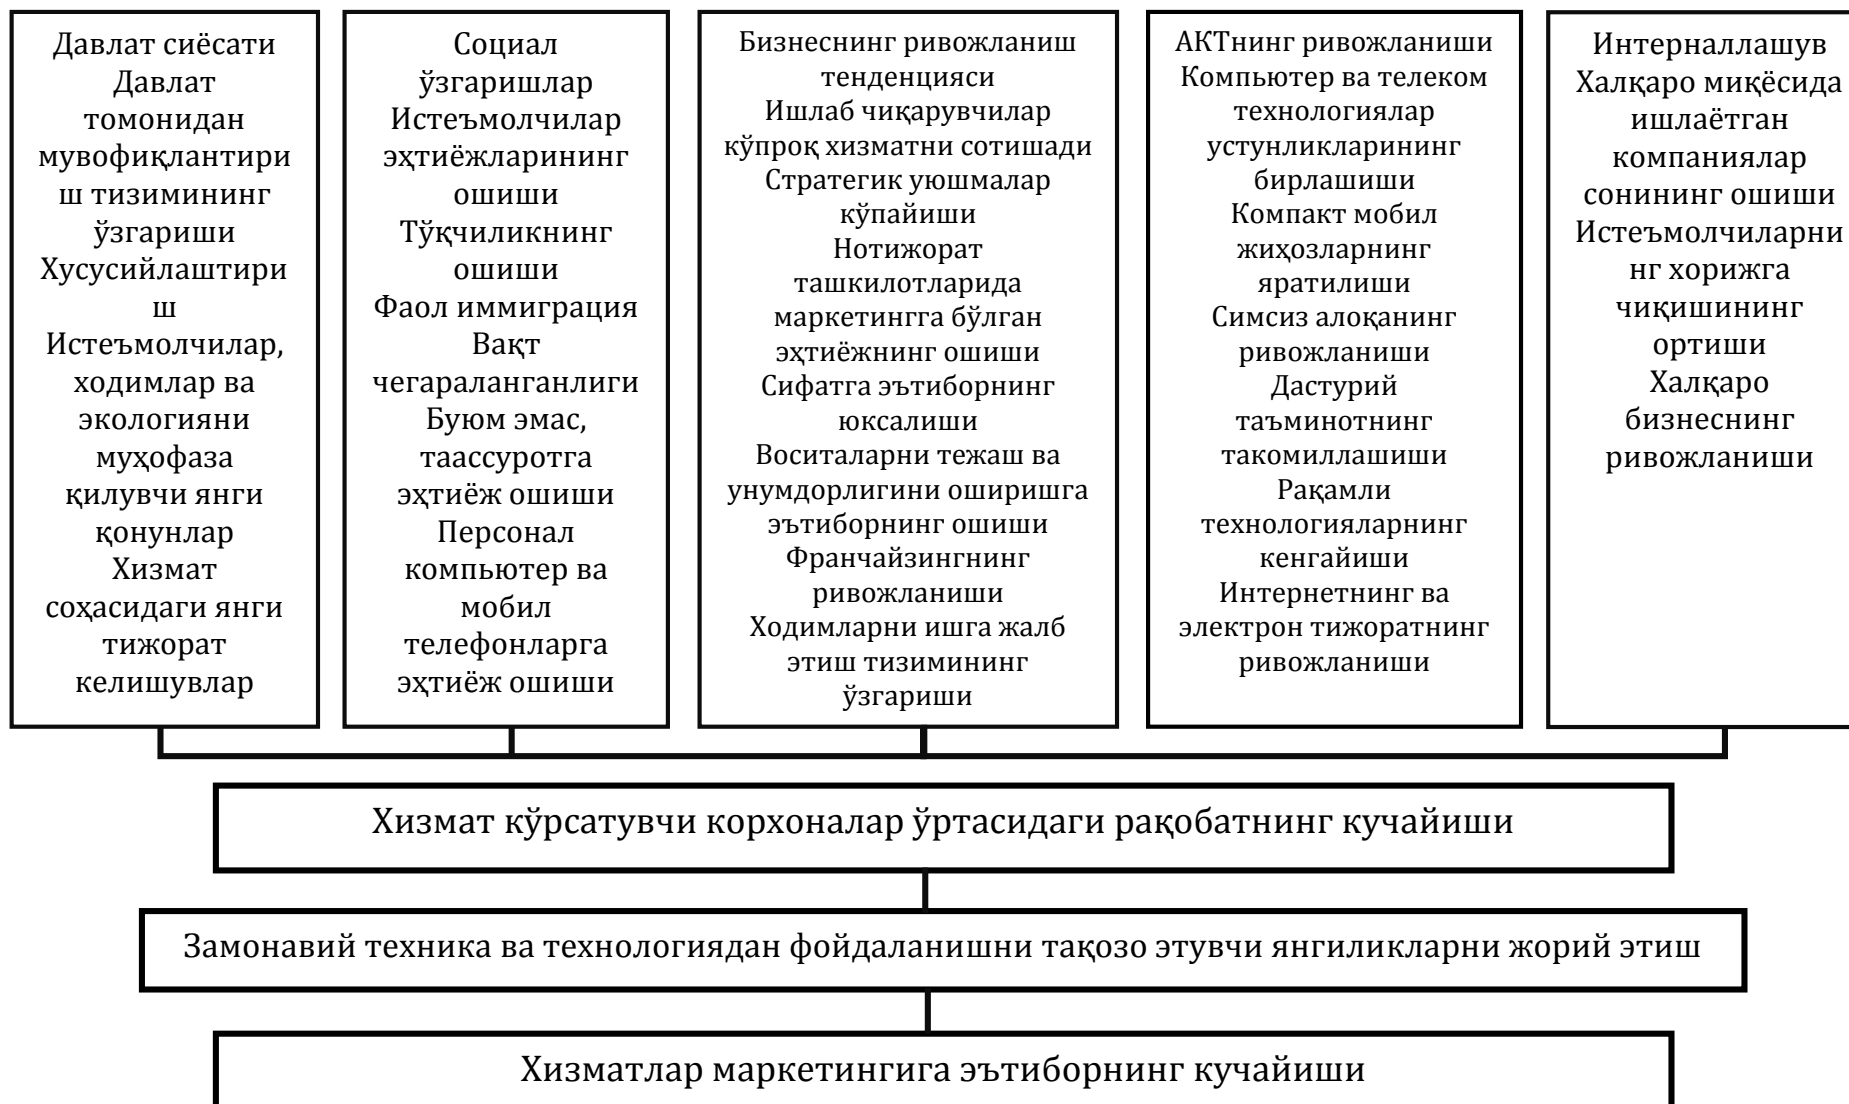 Давлат сиёсати
Давлат
томонидан
мувофиқлантири
ш тизимининг
ўзгариши
Хусусийлаштири
ш
Истеъмолчилар,
ходимлар ва
экологияни
муҳофаза
қилувчи янги
қонунлар
Хизмат
соҳасидаги янги
тижорат
келишувлар
Социал
ўзгаришлар
Истеъмолчилар
эҳтиёжларининг
ошиши
Тўқчиликнинг
ошиши
Фаол иммиграция
Вақт
чегараланганлиги
Буюм эмас,
таассуротга
эҳтиёж ошиши
Персонал
компьютер ва
мобил
телефонларга
эҳтиёж ошиши
Бизнеснинг ривожланиш
тенденцияси
Ишлаб чиқарувчилар
кўпроқ хизматни сотишади
Стратегик уюшмалар
кўпайиши
Нотижорат
ташкилотларида
маркетингга бўлган
эҳтиёжнинг ошиши
Сифатга эътиборнинг
юксалиши
Воситаларни тежаш ва
унумдорлигини оширишга
эътиборнинг ошиши
Франчайзингнинг
ривожланиши
Ходимларни ишга жалб
этиш тизимининг
ўзгариши
АКТнинг ривожланиши
Компьютер ва телеком
технологиялар
устунликларининг
бирлашиши
Компакт мобил
жиҳозларнинг
яратилиши
Симсиз алоқанинг
ривожланиши
Дастурий
таъминотнинг
такомиллашиши
Рақамли
технологияларнинг
кенгайиши
Интернетнинг ва
электрон тижоратнинг
ривожланиши
Интерналлашув
Халқаро миқёсида
ишлаётган
компаниялар
сонининг ошиши
Истеъмолчиларни
нг хорижга
чиқишининг
ортиши
Халқаро
бизнеснинг
ривожланиши
Хизмат кўрсатувчи корхоналар ўртасидаги рақобатнинг кучайиши
Замонавий техника ва технологиядан фойдаланишни тақозо этувчи янгиликларни жорий этиш
Хизматлар маркетингига эътиборнинг кучайиши